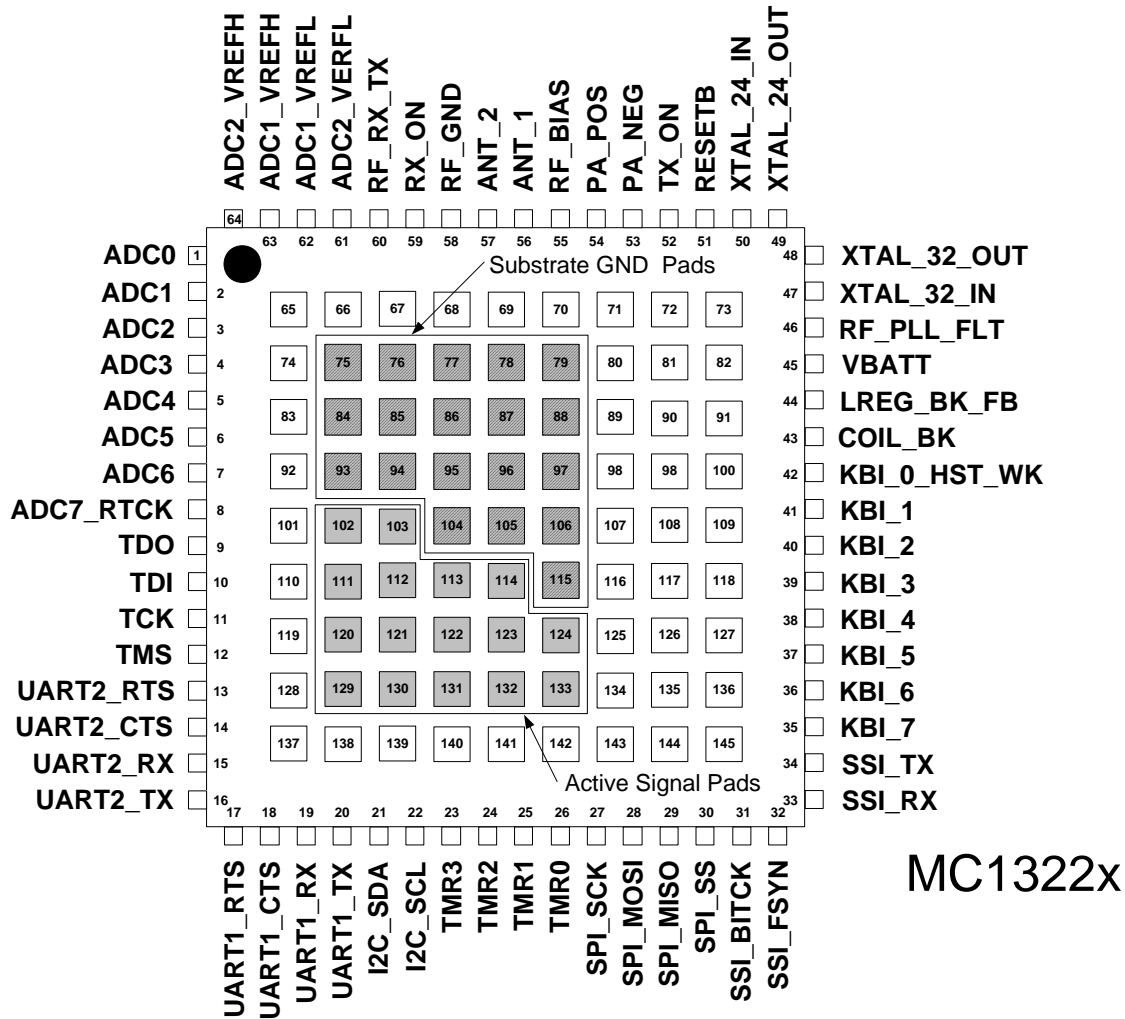 ADC2_VREFH
ADC1_VREFH
ADC1_VREFL
ADC2_VERFL
RF_RX_TX
RX_ON
RF_GND
ANT_2
ANT_1
RF_BIAS
PA_POS
PA_NEG
TX_ON
RESETB
XTAL_24_IN
XTAL_24_OUT
64 63 62 61 60 59 58 57 56 55 54 53 52 51 50 49
ADC0 1
ADC1 2
ADC2 3
ADC3 4
ADC4 5
ADC5 6
ADC6 7
ADC7_RTCK 8
TDO 9
TDI 10
TCK 11
TMS 12
UART2_RTS 13
UART2_CTS 14
UART2_RX 15
UART2_TX 16
Substrate GND Pads
65 66 67 68 69 70 71 72 73
74 75 76 77 78 79 80 81 82
83 84 85 86 87 88 89 90 91
92 93 94 95 96 97 98 98 100
101 102 103 104 105 106 107 108 109
110 111 112 113 114 115 116 117 118
119 120 121 122 123 124 125 126 127
128 129 130 131 132 133 134 135 136
137 138 139 140 141 142 143 144 145
Active Signal Pads
48 XTAL_32_OUT
47 XTAL_32_IN
46 RF_PLL_FLT
45 VBATT
44 LREG_BK_FB
43 COIL_BK
42 KBI_0_HST_WK
41 KBI_1
40 KBI_2
39 KBI_3
38 KBI_4
37 KBI_5
36 KBI_6
35 KBI_7
34 SSI_TX
33 SSI_RX
17 18 19 20 21 22 23 24 25 26 27 28 29 30 31 32
UART1_RTS
UART1_CTS
UART1_RX
UART1_TX
I2C_SDA
I2C_SCL
TMR3
TMR2
TMR1
TMR0
SPI_SCK
SPI_MOSI
SPI_MISO
SPI_SS
SSI_BITCK
SSI_FSYN
MC1322x